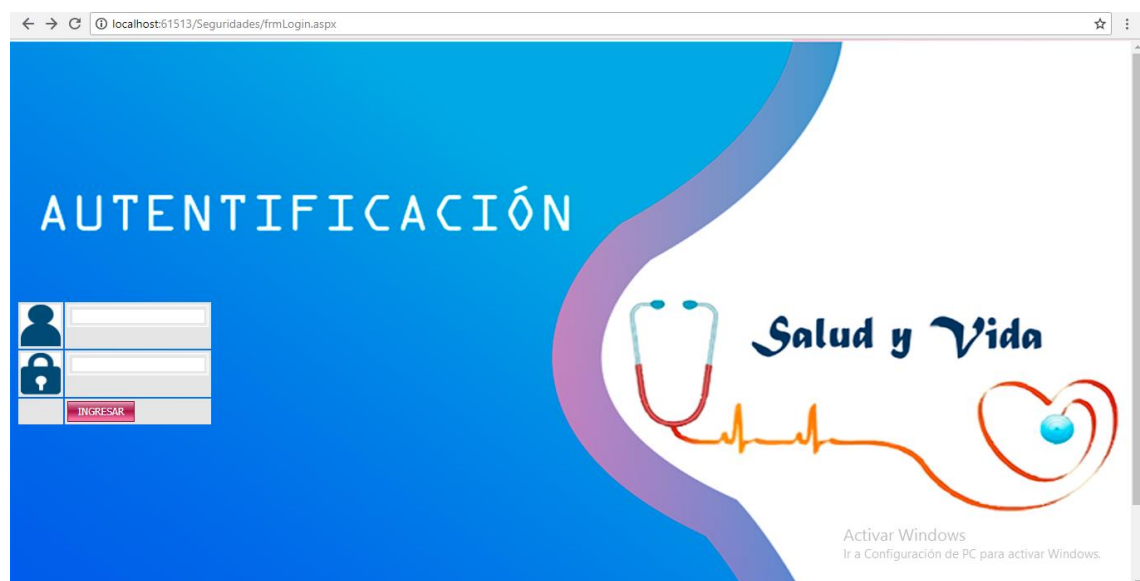 localhost:61513/Seguridades/frmLogin.aspx
AUTENTIFICACIÓN
Salud y Vida
INGRESAR
Activar Windows
Ir a Configuración de PC para activar Windows.